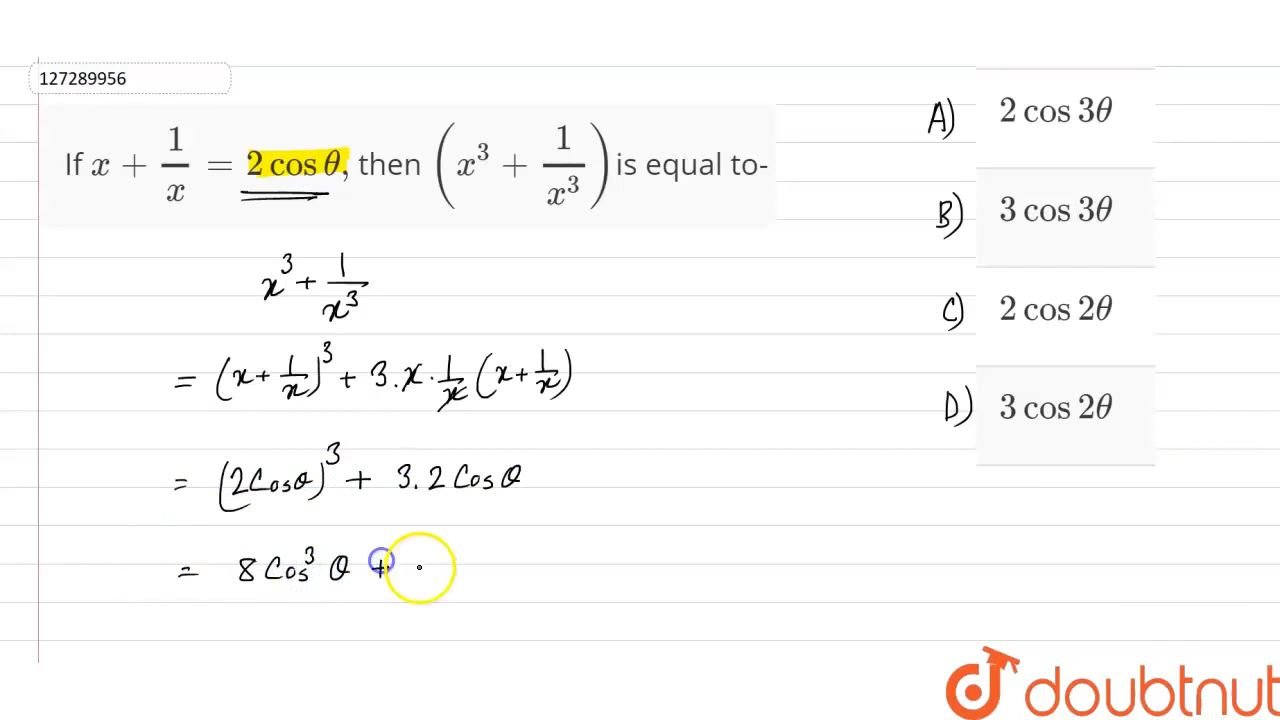 127289956
If x + 1/x = 2 cos θ, then (x³ + 1/x³) is equal to-
x³ + 1/x³
= (x + 1/x)³ + 3.x.1/x (x + 1/x)
= (2Cosθ)³ + 3.2Cosθ
= 8Cos³θ +
A) 2 cos 3θ
B) 3 cos 3θ
C) 2 cos 2θ
D) 3 cos 2θ
doubtnut